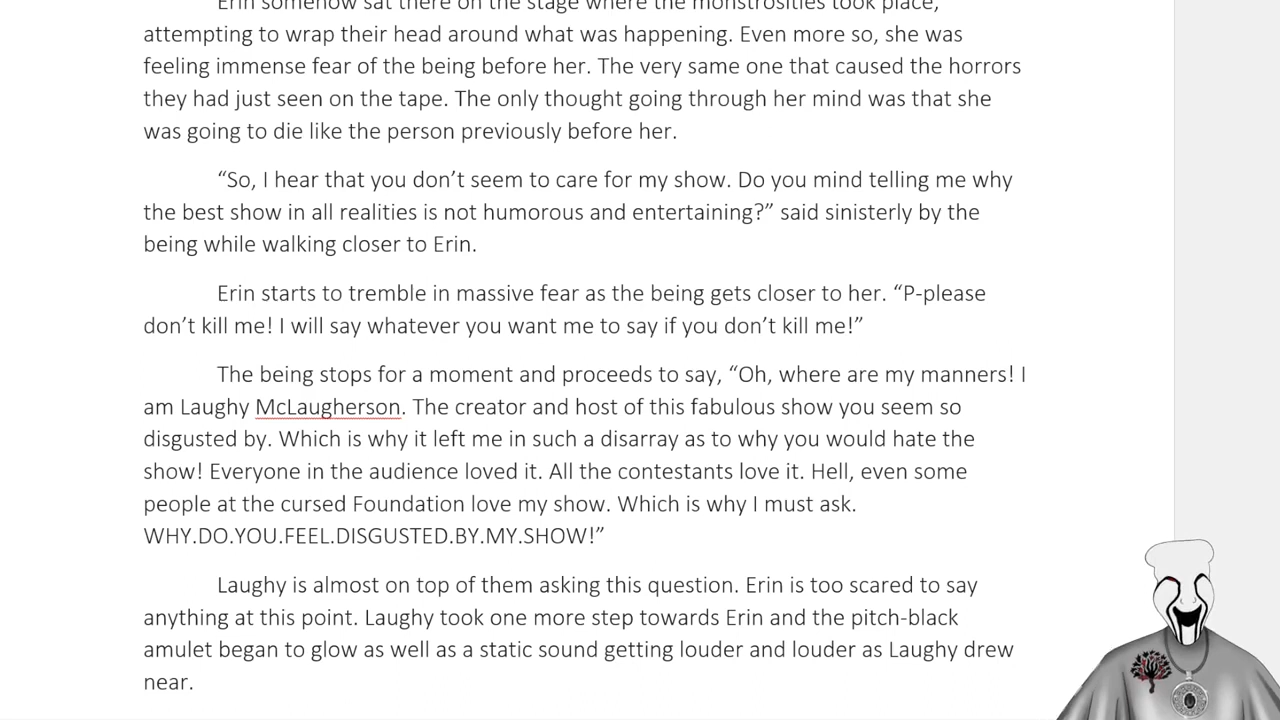 Erin somehow sat there on the stage where the monstrosities took place,
attempting to wrap their head around what was happening. Even more so, she was
feeling immense fear of the being before her. The very same one that caused the horrors
they had just seen on the tape. The only thought going through her mind was that she
was going to die like the person previously before her.
“So, I hear that you don’t seem to care for my show. Do you mind telling me why
the best show in all realities is not humorous and entertaining?” said sinisterly by the
being while walking closer to Erin.
Erin starts to tremble in massive fear as the being gets closer to her. “P-please
don’t kill me! I will say whatever you want me to say if you don’t kill me!”
The being stops for a moment and proceeds to say, “Oh, where are my manners! I
am Laughy McLaugherson. The creator and host of this fabulous show you seem so
disgusted by. Which is why it left me in such a disarray as to why you would hate the
show! Everyone in the audience loved it. All the contestants love it. Hell, even some
people at the cursed Foundation love my show. Which is why I must ask.
WHY.DO.YOU.FEEL.DISGUSTED.BY.MY.SHOW!”
Laughy is almost on top of them asking this question. Erin is too scared to say
anything at this point. Laughy took one more step towards Erin and the pitch-black
amulet began to glow as well as a static sound getting louder and louder as Laughy drew
near.